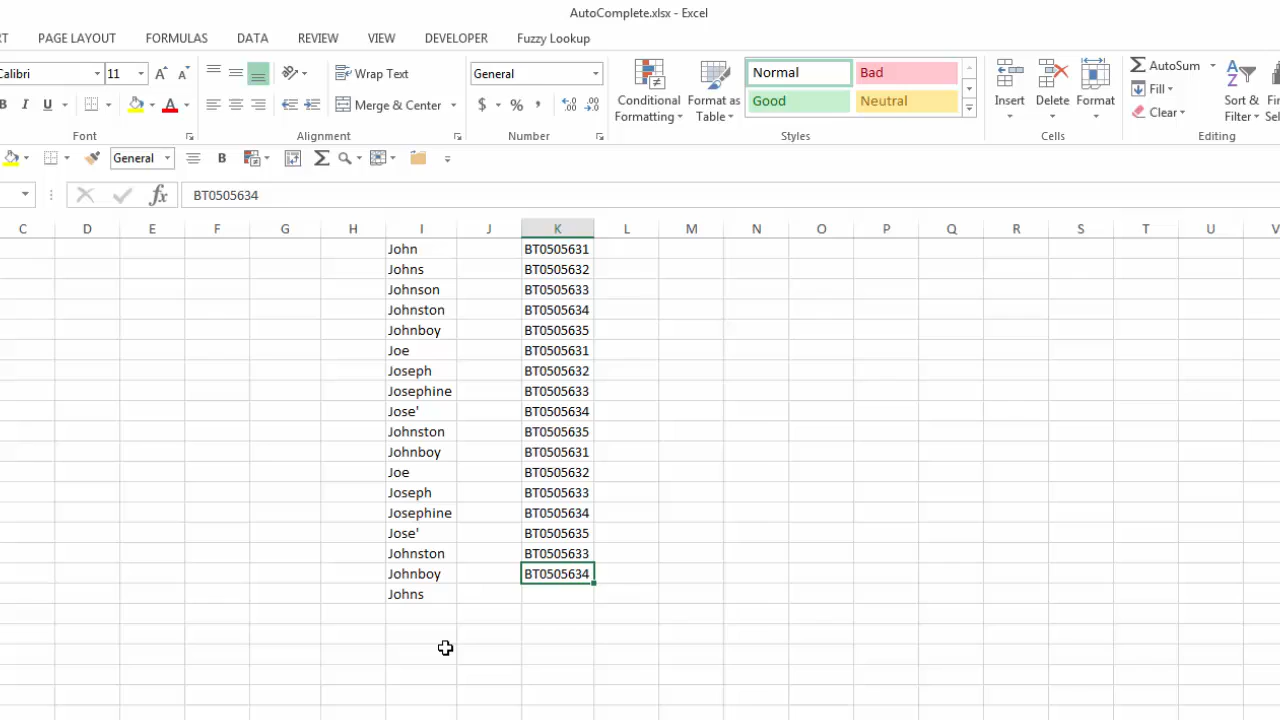 AutoComplete.xlsx - Excel
PAGE LAYOUT FORMULAS DATA REVIEW VIEW DEVELOPER Fuzzy Lookup
Calibri 11 A A Wrap Text General Normal Bad AutoSum
B I U A Merge & Center $ % , Conditional Formatting Format as Table Good Neutral Insert Delete Format Fill Clear Sort & Filter
Font Alignment Number Styles Cells Editing
General B
fx BT0505634
C D E F G H I J K L M N O P Q R S T U V
John BT0505631
Johns BT0505632
Johnson BT0505633
Johnston BT0505634
Johnboy BT0505635
Joe BT0505631
Joseph BT0505632
Josephine BT0505633
Jose' BT0505634
Johnston BT0505635
Johnboy BT0505631
Joe BT0505632
Joseph BT0505633
Josephine BT0505634
Jose' BT0505635
Johnston BT0505633
Johnboy BT0505634
Johns